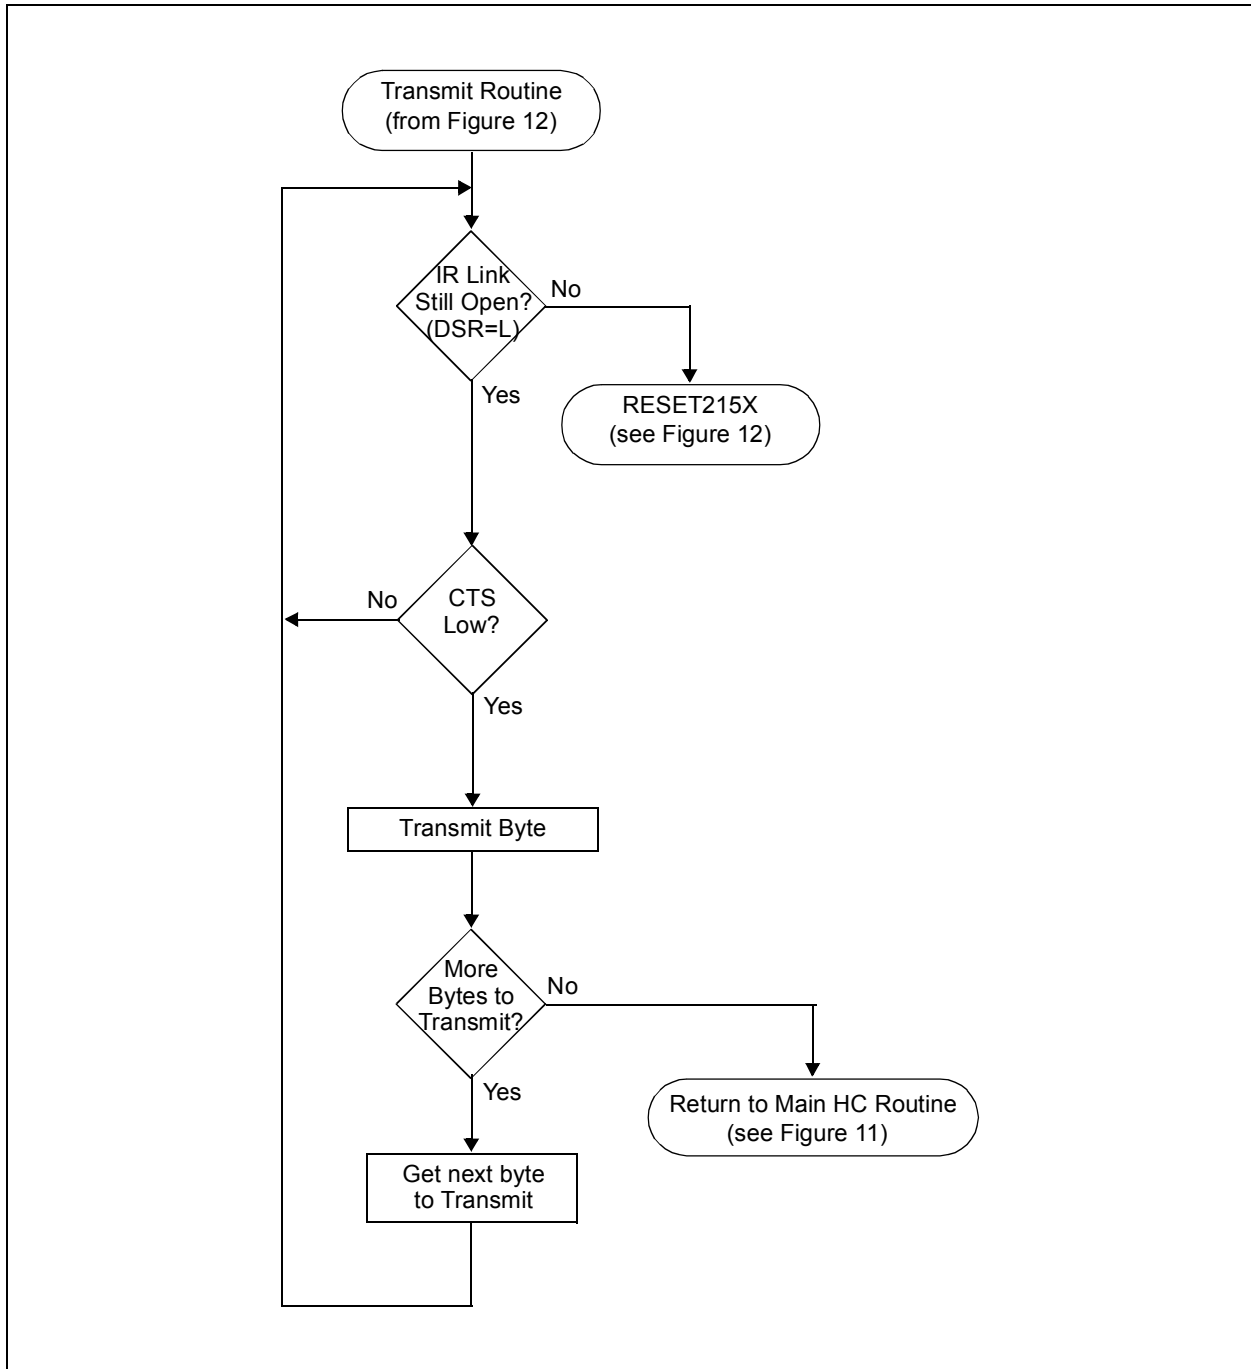 Transmit Routine
(from Figure 12)
IR Link
Still Open?
(DSR=L)
No
Yes
RESET215X
(see Figure 12)
CTS
Low?
No
Yes
Transmit Byte
More
Bytes to
Transmit?
No
Yes
Return to Main HC Routine
(see Figure 11)
Get next byte
to Transmit